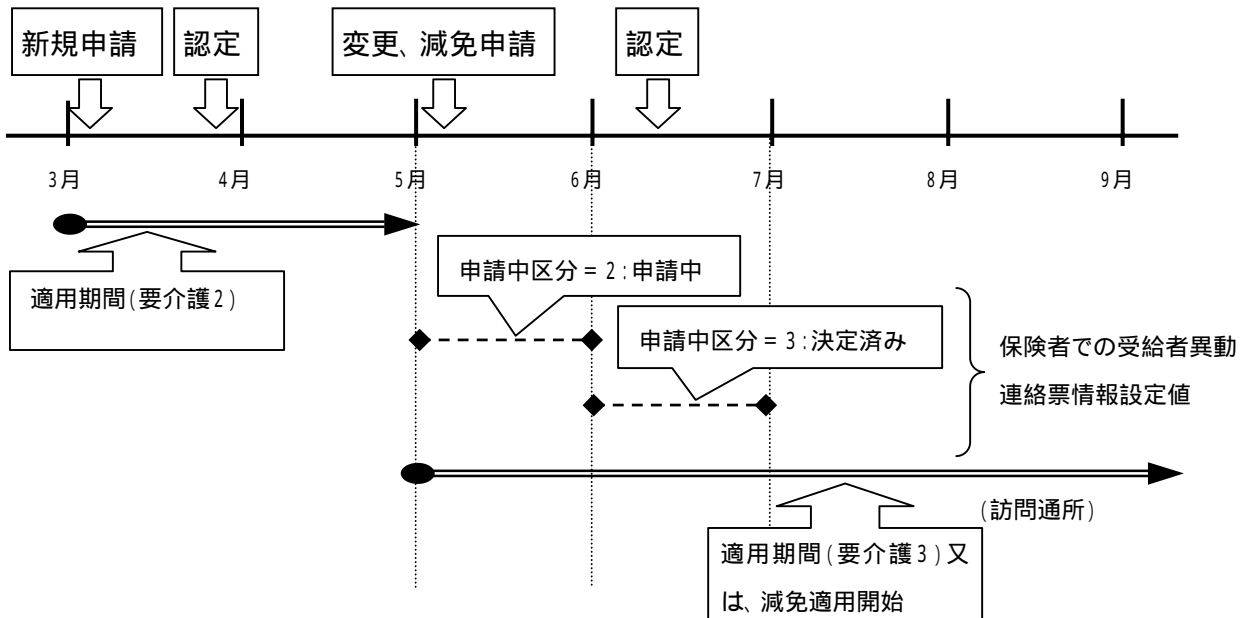 新規申請
認定
変更、減免申請
認定
3月
4月
5月
6月
7月
8月
9月
適用期間(要介護2)
申請中区分=2:申請中
申請中区分=3:決定済み
保険者での受給者異動
連絡票情報設定値
(訪問通所)
適用期間(要介護3)又
は、減免適用開始